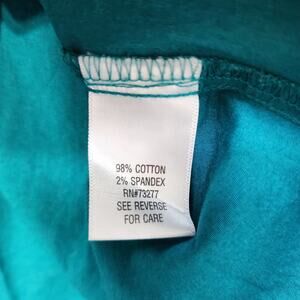 98% COTTON
2% SPANDEX
RN#73277
SEE REVERSE
FOR CARE